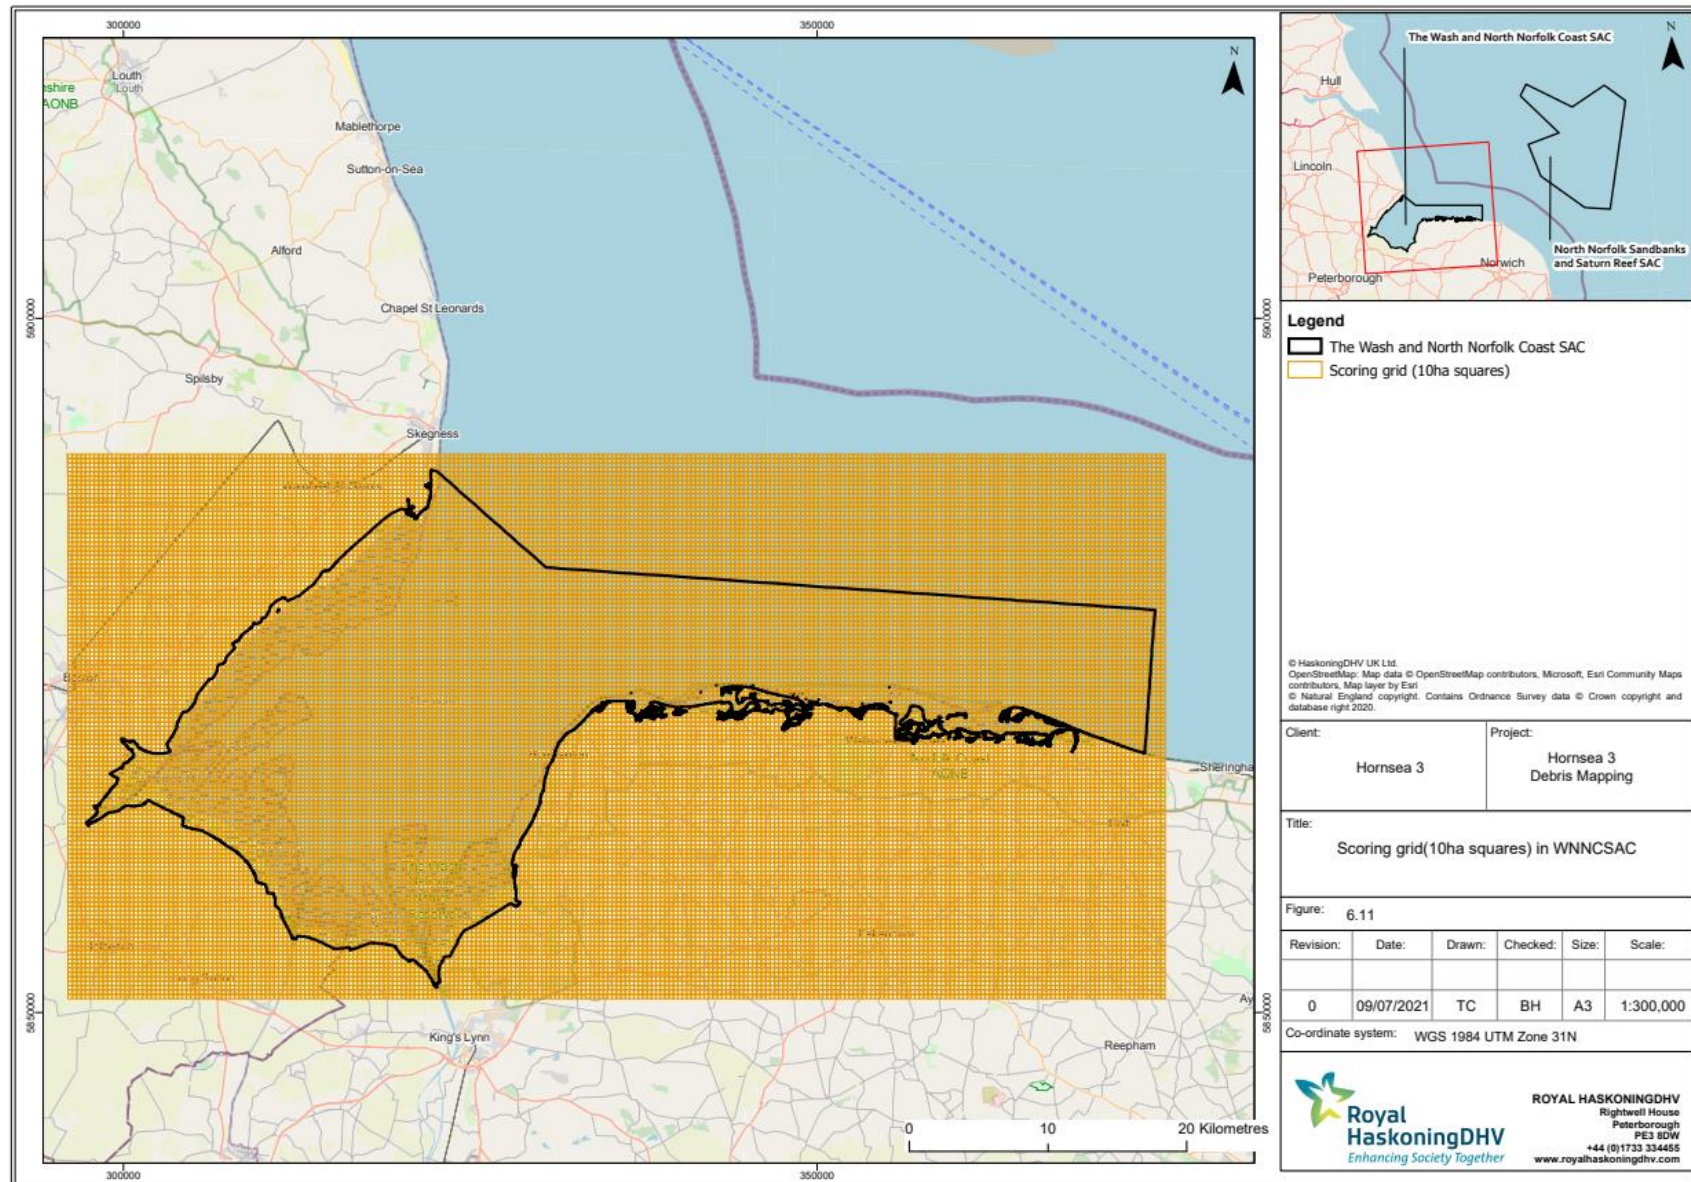 300000
350000
Louth
Louth
nshire
AONB
Mablethorpe
Sutton-on-Sea
Alford
Chapel St Leonards
5900000
5900000
Spilsby
Skegness
Sheringha
5850000
5850000
King's Lynn
Reepham
Ay
0
10
20 Kilometres
300000
350000
N
The Wash and North Norfolk Coast SAC
N
Hull
Lincoln
Peterborough
Norwich
North Norfolk Sandbanks
and Saturn Reef SAC
Legend
The Wash and North Norfolk Coast SAC
Scoring grid (10ha squares)
© HaskoningDHV UK Ltd.
OpenStreetMap: Map data © OpenStreetMap contributors, Microsoft, Esri Community Maps
contributors, Map layer by Esri
© Natural England copyright. Contains Ordnance Survey data © Crown copyright and
database right 2020.
Client:
Hornsea 3
Project:
Hornsea 3
Debris Mapping
Title:
Scoring grid(10ha squares) in WNNCSAC
Figure: 6.11
Revision: Date: Drawn: Checked: Size: Scale:
0 09/07/2021 TC BH A3 1:300,000
Co-ordinate system: WGS 1984 UTM Zone 31N
Royal
HaskoningDHV
Enhancing Society Together
ROYAL HASKONINGDHV
Rightwell House
Peterborough
PE3 8DW
+44 (0)1733 334455
www.royalhaskoningdhv.com